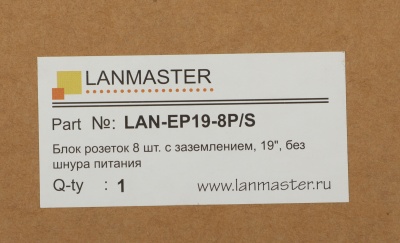 LANMASTER
Part №: LAN-EP19-8P/S
Блок розеток 8 шт. с заземлением, 19", без
шнура питания
Q-ty : 1 www.lanmaster.ru